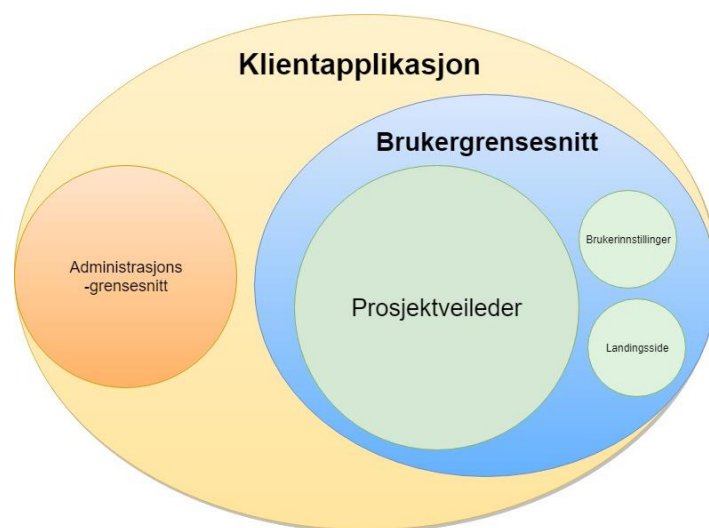 Klientapplikasjon
Brukergrensesnitt
Administrasjons
-grensesnitt
Prosjektveileder
Brukerinnstillinger
Landingsside